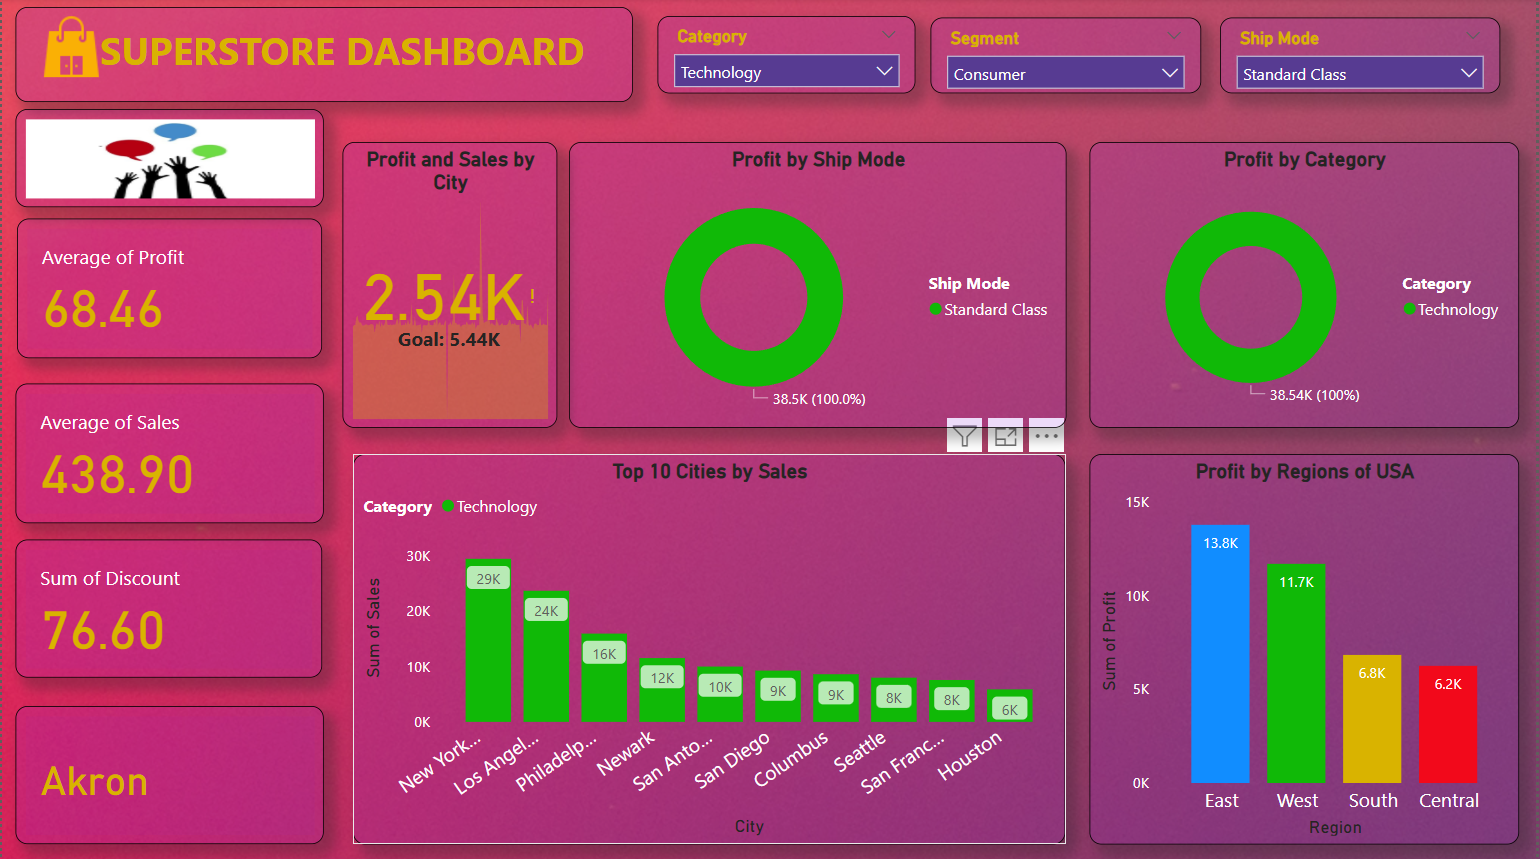 SUPERSTORE DASHBOARD
Category
Technology
Segment
Consumer
Ship Mode
Standard Class
Average of Profit
68.46
Average of Sales
438.90
Sum of Discount
76.60
Akron
Profit and Sales by
City
2.54K!
Goal: 5.44K
Profit by Ship Mode
Ship Mode
Standard Class
38.5K (100.0%)
Profit by Category
Category
Technology
38.54K (100%)
Top 10 Cities by Sales
Category Technology
Sum of Sales
30K
20K
10K
0K
29K
24K
16K
12K
10K
9K
9K
8K
8K
6K
New York...
Los Angel...
Philadelp...
Newark
San Anto...
San Diego
Columbus
Seattle
San Franc...
Houston
City
Profit by Regions of USA
Sum of Profit
15K
10K
5K
0K
13.8K
11.7K
6.8K
6.2K
East
West
South
Central
Region